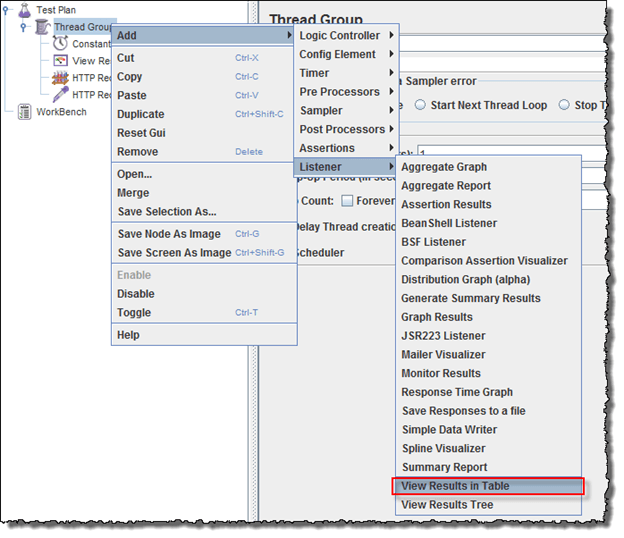 Test Plan
Thread Group
Constant
View Res
HTTP Rec
HTTP Rec
WorkBench
Add
Cut Ctrl-X
Copy Ctrl-C
Paste Ctrl-V
Duplicate Ctrl+Shift-C
Reset Gui
Remove Delete
Open...
Merge
Save Selection As...
Save Node As Image Ctrl-G
Save Screen As Image Ctrl+Shift-G
Enable
Disable
Toggle Ctrl-T
Help
Thread Group
Logic Controller
Config Element
Timer
Pre Processors
Sampler
Post Processors
Assertions
Listener
a Sampler error
Start Next Thread Loop
Stop T
1
Count: Forever
Delay Thread creatio
Scheduler
Aggregate Graph
Aggregate Report
Assertion Results
BeanShell Listener
BSF Listener
Comparison Assertion Visualizer
Distribution Graph (alpha)
Generate Summary Results
Graph Results
JSR223 Listener
Mailer Visualizer
Monitor Results
Response Time Graph
Save Responses to a file
Simple Data Writer
Spline Visualizer
Summary Report
View Results in Table
View Results Tree